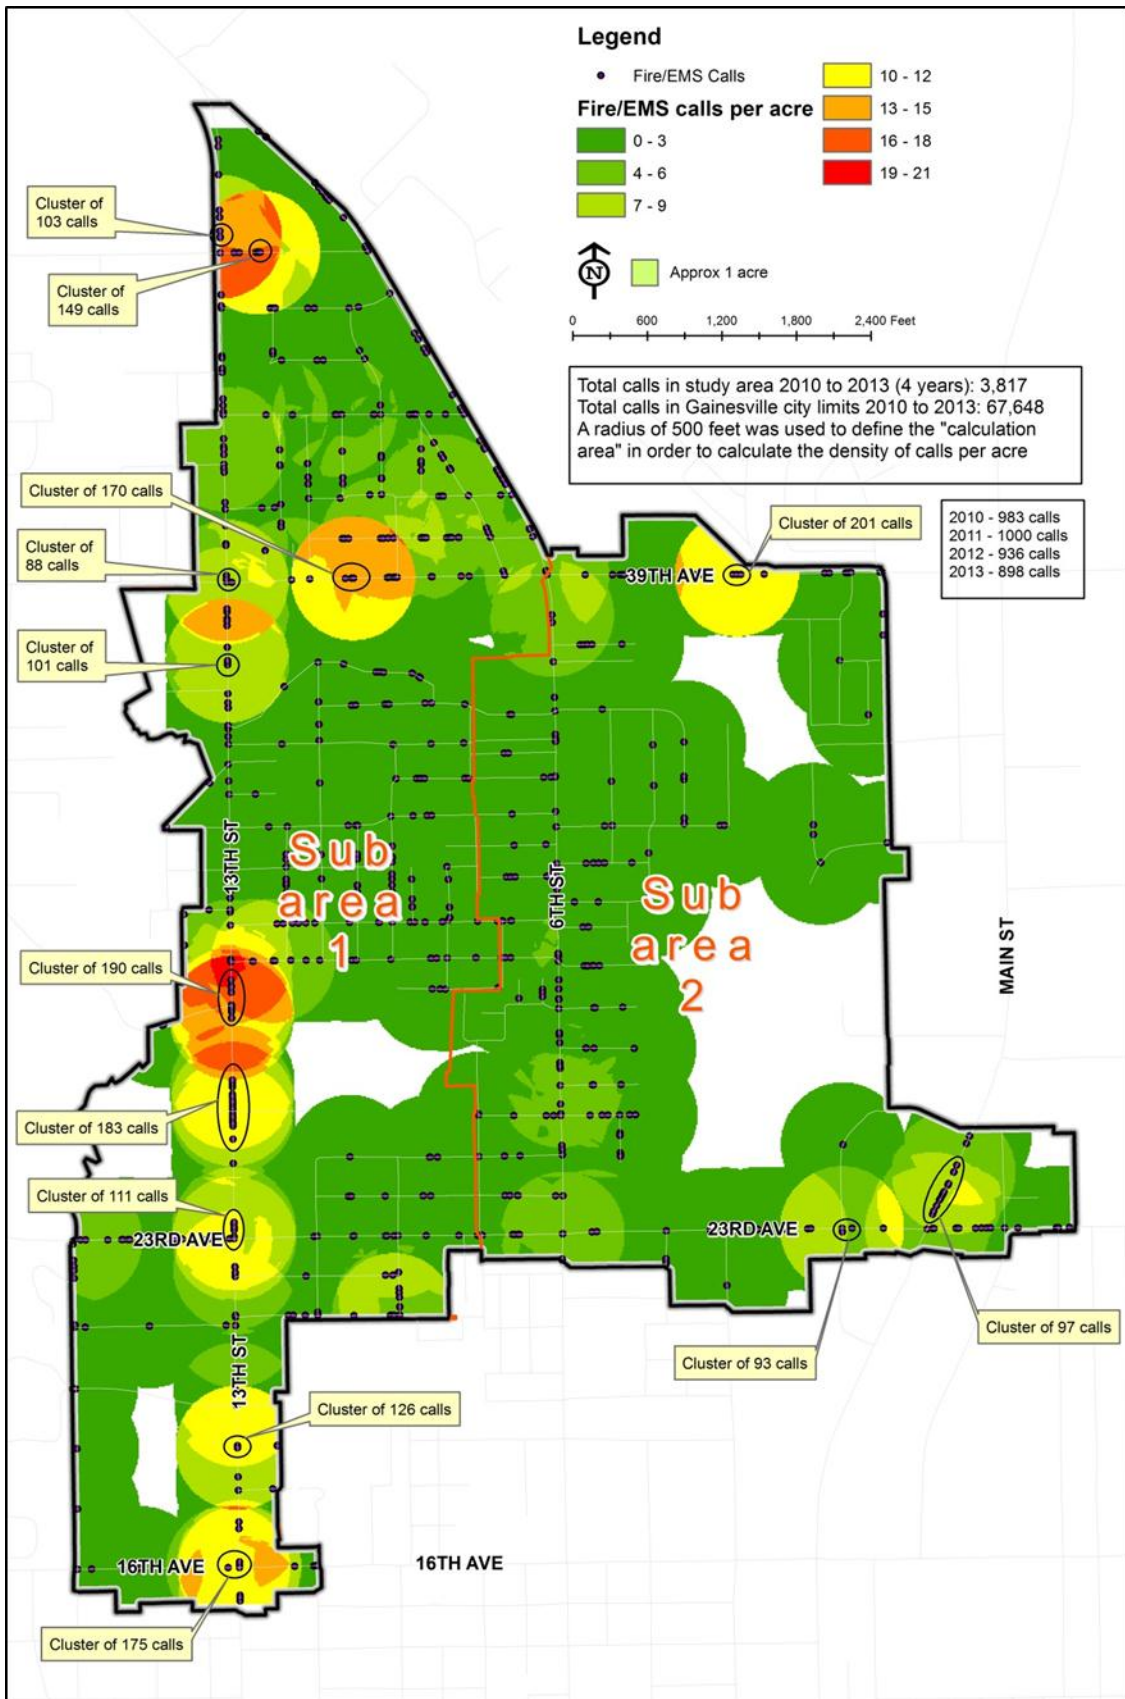 Legend
Fire/EMS Calls
Fire/EMS calls per acre
0 - 3
4 - 6
7 - 9
10 - 12
13 - 15
16 - 18
19 - 21
N
Approx 1 acre
0 600 1,200 1,800 2,400 Feet
Total calls in study area 2010 to 2013 (4 years): 3,817
Total calls in Gainesville city limits 2010 to 2013: 67,648
A radius of 500 feet was used to define the "calculation
area" in order to calculate the density of calls per acre
2010 - 983 calls
2011 - 1000 calls
2012 - 936 calls
2013 - 898 calls
Cluster of
103 calls
Cluster of
149 calls
Cluster of 170 calls
Cluster of
88 calls
Cluster of
101 calls
Cluster of 201 calls
39TH AVE
13TH ST
Sub
area
1
6TH ST
Sub
area
2
MAIN ST
Cluster of 190 calls
Cluster of 183 calls
Cluster of 111 calls
23RD AVE
23RD AVE
Cluster of 97 calls
Cluster of 93 calls
13TH ST
Cluster of 126 calls
16TH AVE
16TH AVE
Cluster of 175 calls